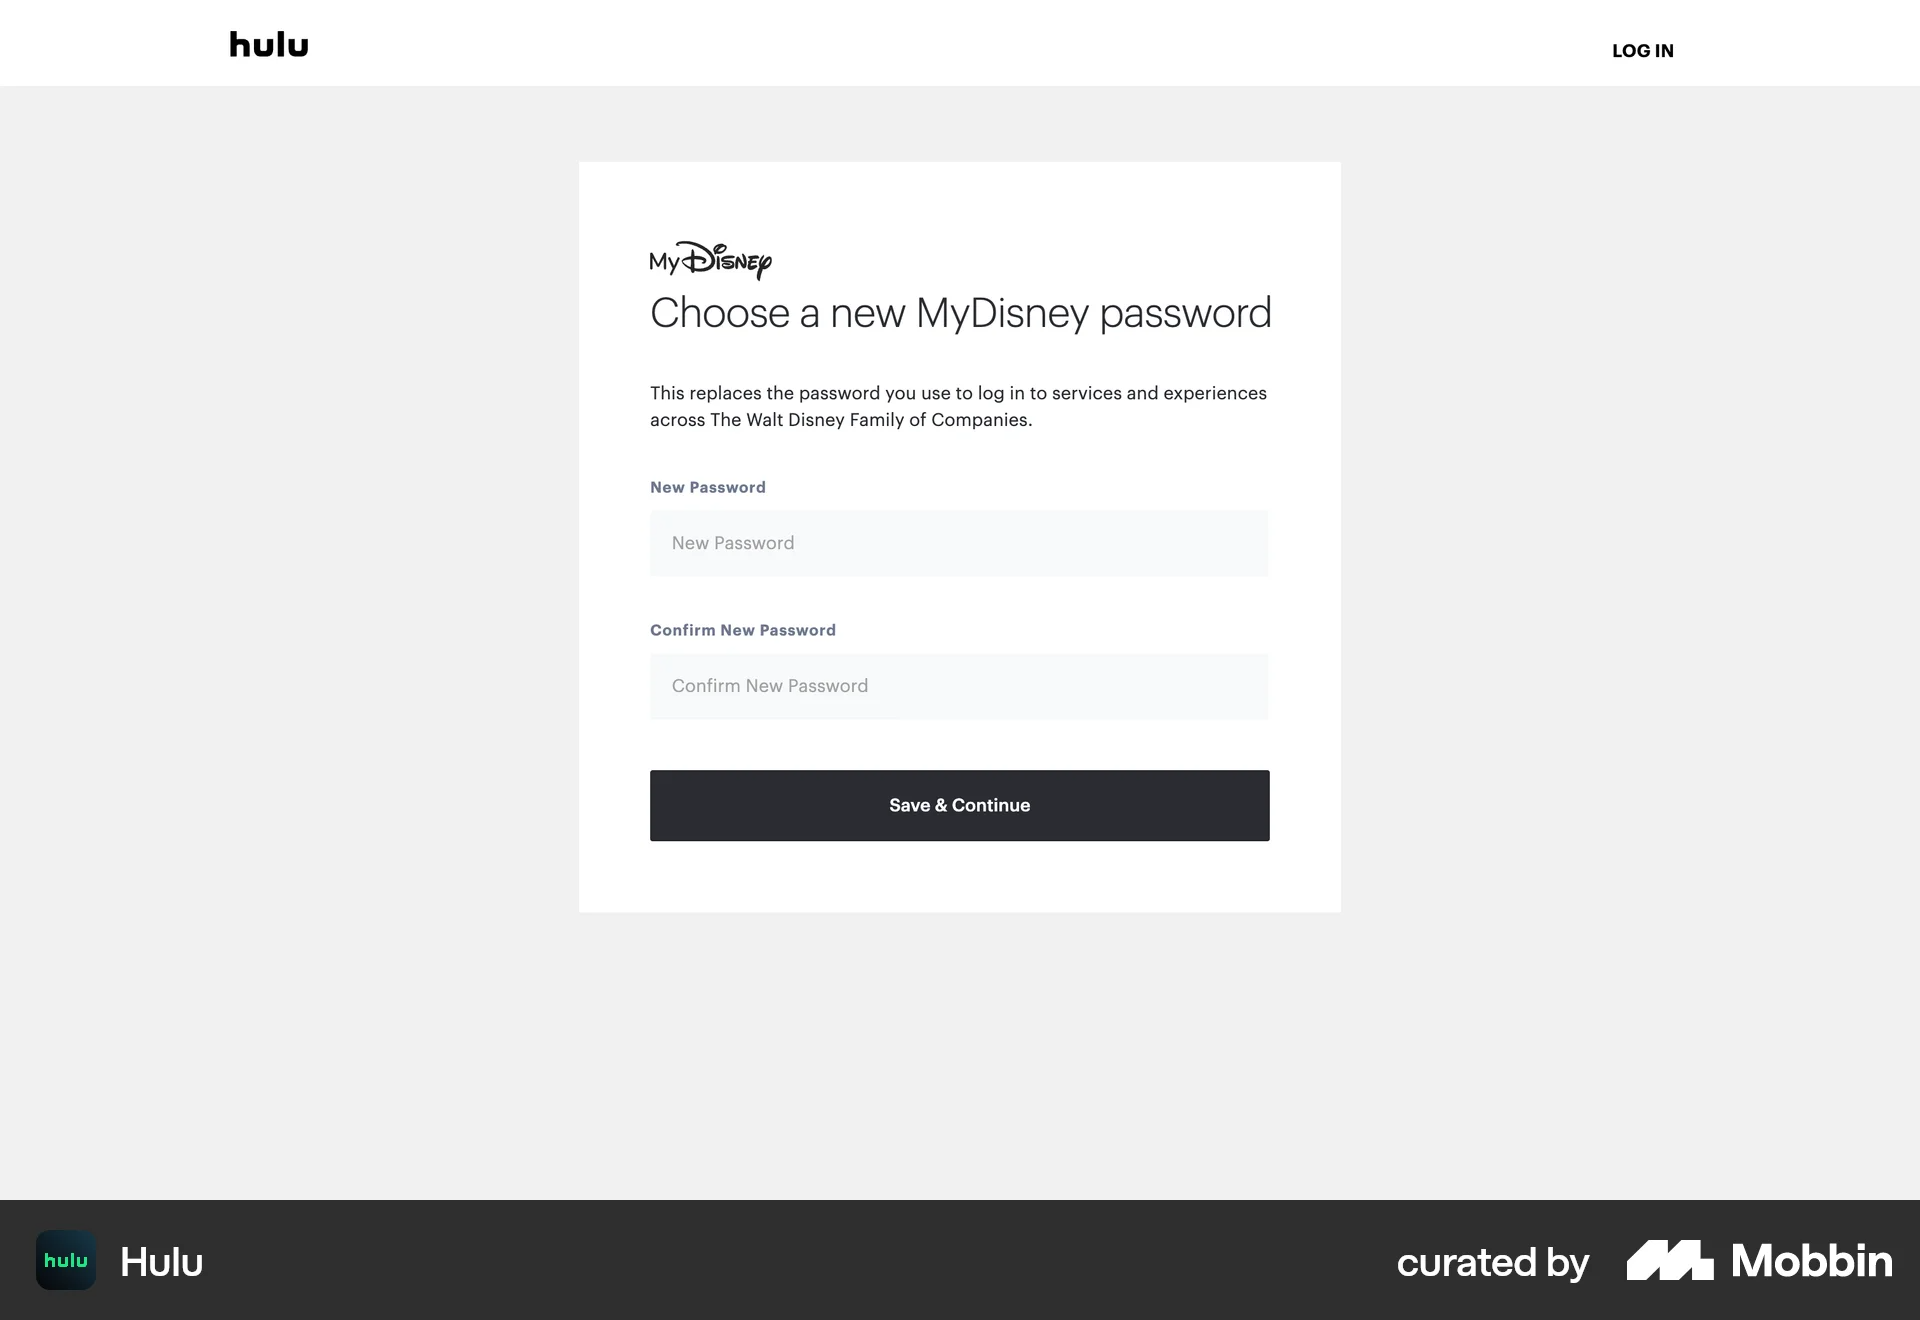 hulu
LOG IN
MyDisney
Choose a new MyDisney password
This replaces the password you use to log in to services and experiences
across The Walt Disney Family of Companies.
New Password
New Password
Confirm New Password
Confirm New Password
Save & Continue
hulu
Hulu
curated by
Mobbin